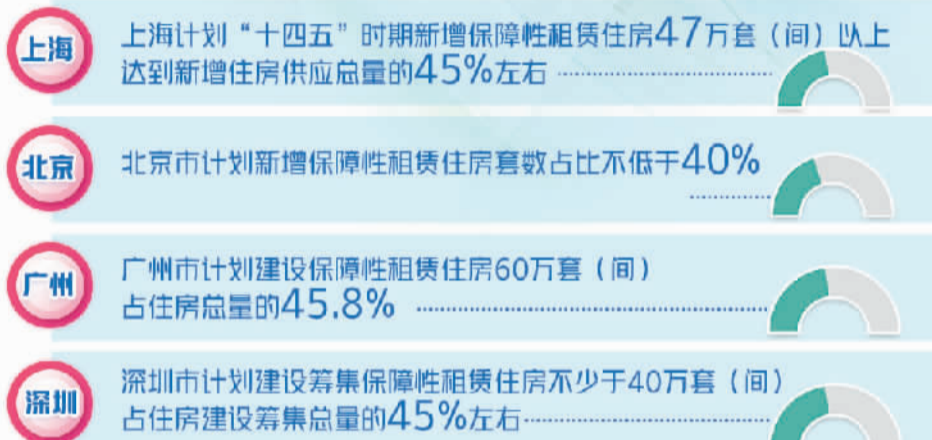 上海
上海计划“十四五”时期新增保障性租赁住房47万套（间）以上
达到新增住房供应总量的45%左右
北京
北京市计划新增保障性租赁住房套数占比不低于40%
广州
广州市计划建设保障性租赁住房60万套（间）
占住房总量的45.8%
深圳
深圳市计划建设筹集保障性租赁住房不少于40万套（间）
占住房建设筹集总量的45%左右